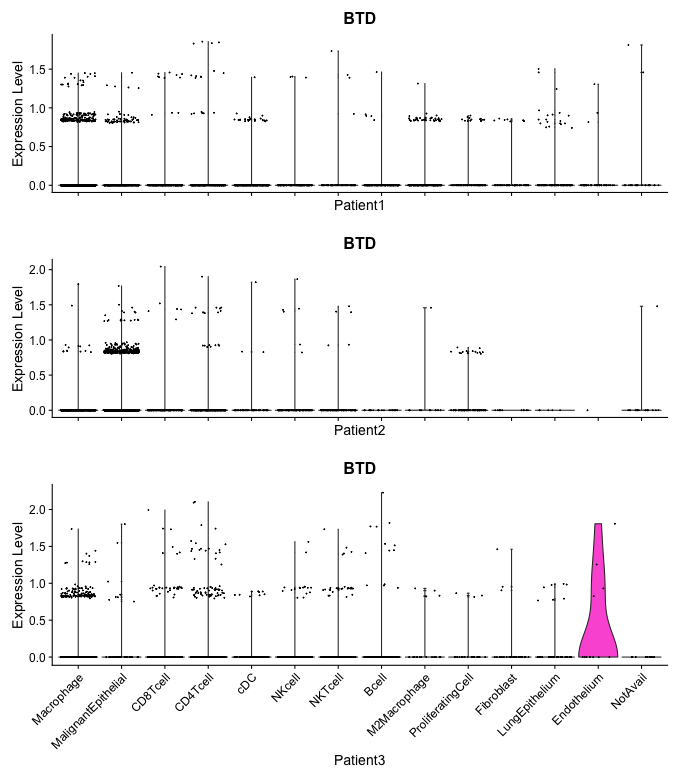 BTD
Expression Level
1.5
1.0
0.5
0.0
Patient1
BTD
Expression Level
2.0
1.5
1.0
0.5
0.0
Patient2
BTD
Expression Level
2.0
1.5
1.0
0.5
0.0
Macrophage
MalignantEpithelial
CD8Tcell
CD4Tcell
cDC
NKcell
NKTcell
Bcell
M2Macrophage
ProliferatingCell
Fibroblast
LungEpithelium
Endothelium
NotAvail
Patient3